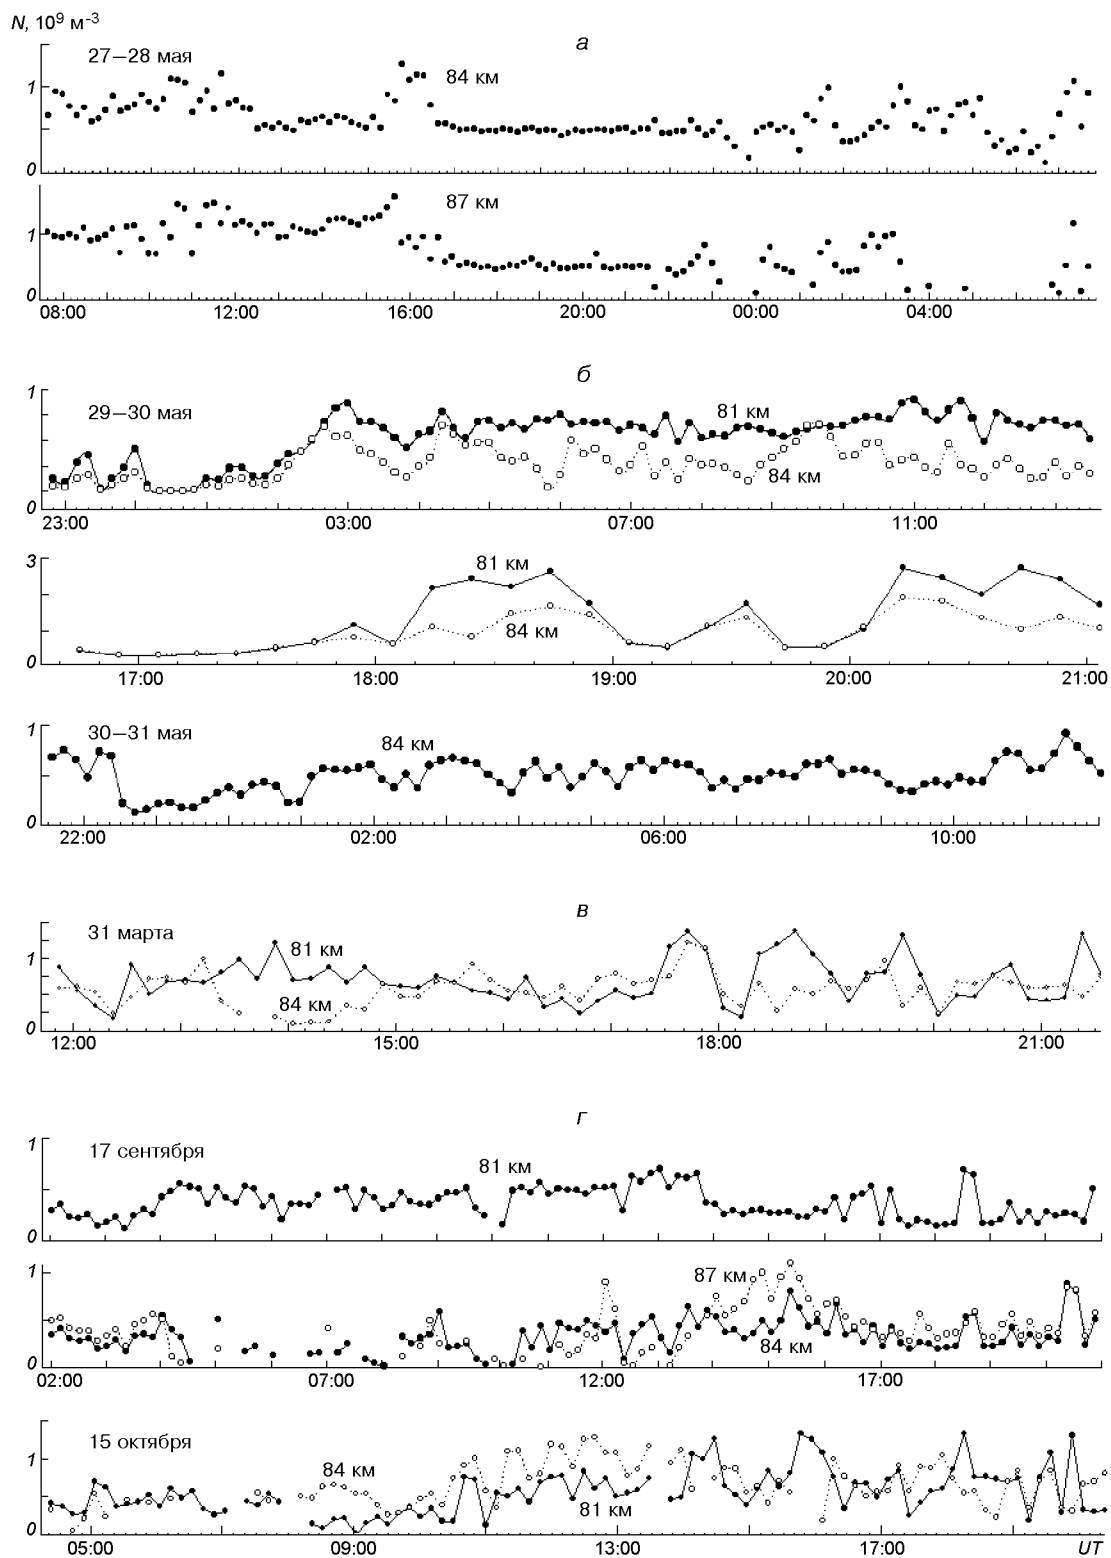 N, 10⁹ м⁻³
а
27–28 мая
84 км
1
0
87 км
1
0
08:00 12:00 16:00 20:00 00:00 04:00
б
1
29–30 мая
81 км
84 км
0
23:00 03:00 07:00 11:00
3
81 км
84 км
0
17:00 18:00 19:00 20:00 21:00
1
30–31 мая
84 км
0
22:00 02:00 06:00 10:00
в
31 марта
81 км
1
84 км
0
12:00 15:00 18:00 21:00
г
1
17 сентября
81 км
0
1
87 км
84 км
0
02:00 07:00 12:00 17:00
15 октября
1
84 км
81 км
0
05:00 09:00 13:00 17:00 UT